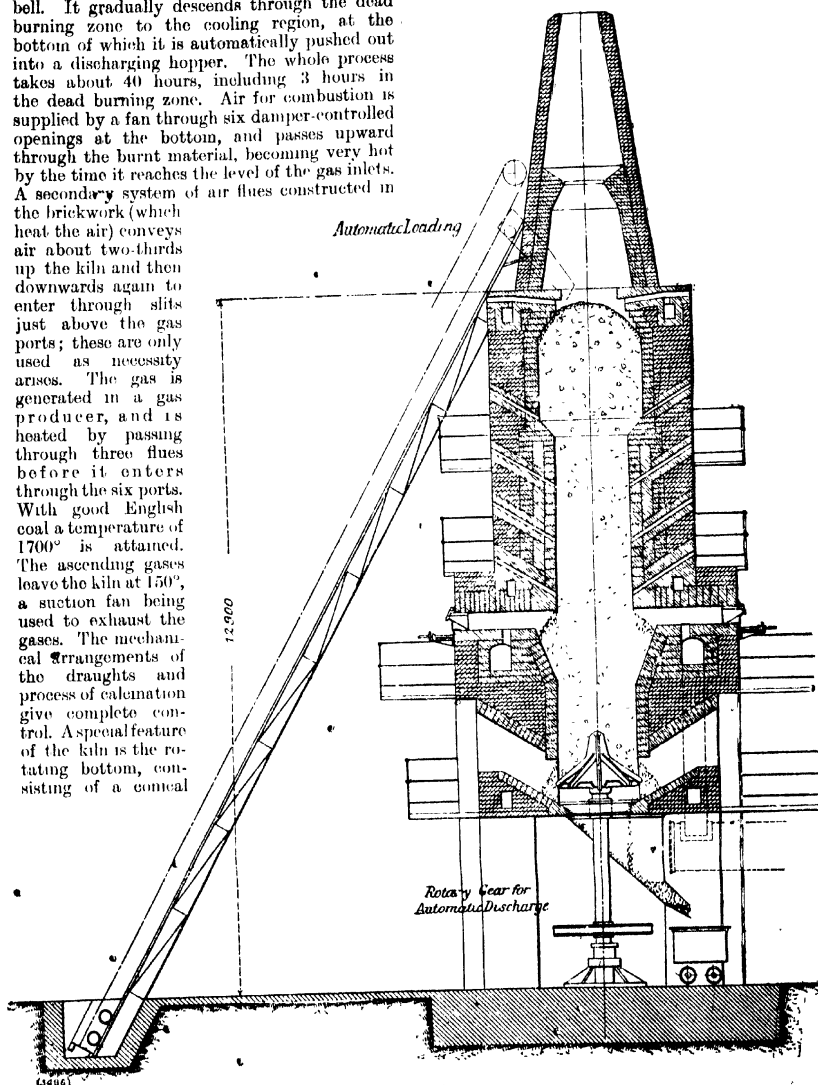 bell. It gradually descends through the dead
burning zone to the cooling region, at the
bottom of which it is automatically pushed out
into a discharging hopper. The whole process
takes about 40 hours, including 3 hours in
the dead burning zone. Air for combustion is
supplied by a fan through six damper-controlled
openings at the bottom, and passes upward
through the burnt material, becoming very hot
by the time it reaches the level of the gas inlets.
A secondary system of air flues constructed in
the brickwork (which
heat the air) conveys
air about two-thirds
up the kiln and then
downwards again to
enter through slits
just above the gas
ports; these are only
used as necessity
arises. The gas is
generated in a gas
producer, and is
heated by passing
through three flues
before it enters
through the six ports.
With good English
coal a temperature of
1700° is attained.
The ascending gases
leave the kiln at 150°,
a suction fan being
used to exhaust the
gases. The mechani-
cal arrangements of
the draughts and
process of calcination
give complete con-
trol. A special feature
of the kiln is the ro-
tating bottom, con-
sisting of a conical
Automatic Loading
12,900
Rotary Gear for
Automatic Discharge